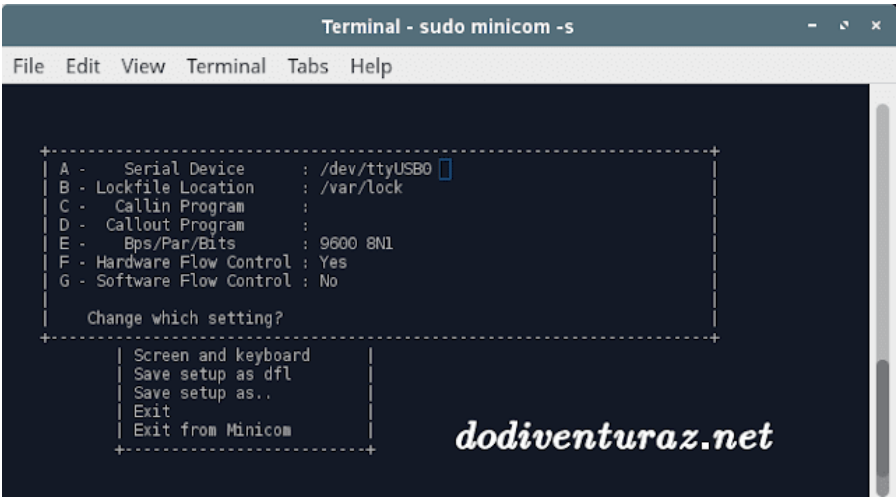 Terminal - sudo minicom -s
File Edit View Terminal Tabs Help
A - Serial Device : /dev/ttyUSB0
B - Lockfile Location : /var/lock
C - Callin Program :
D - Callout Program :
E - Bps/Par/Bits : 9600 8N1
F - Hardware Flow Control : Yes
G - Software Flow Control : No
Change which setting?
Screen and keyboard
Save setup as dfl
Save setup as..
Exit
Exit from Minicom
dodiventuraz.net